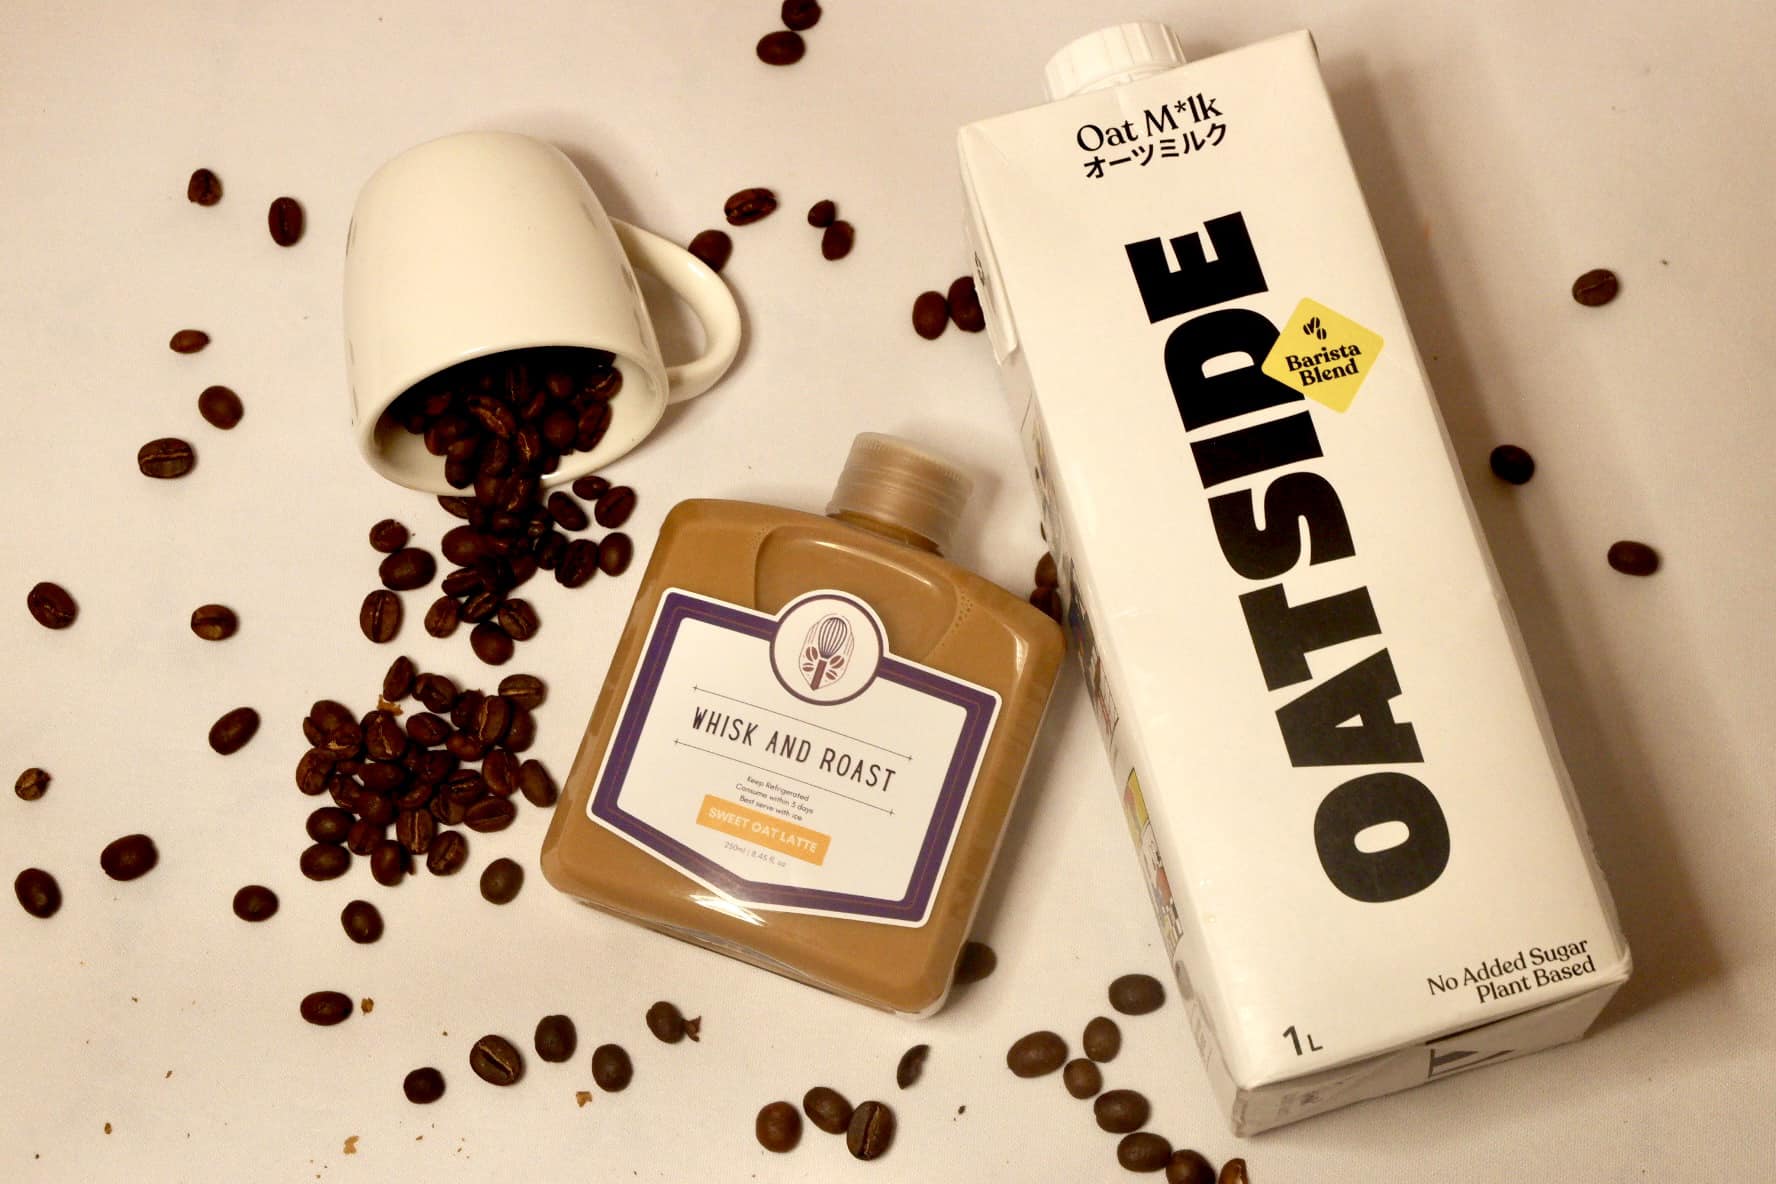 Oat M*lk
オーツミルク
OATSIDE
Barista
Blend
No Added Sugar
Plant Based
1L
WHISK AND ROAST
Keep Refrigerated
Consume within 5 days
Best serve with ice
SWEET OAT LATTE
250ml | 8.45 fl. oz